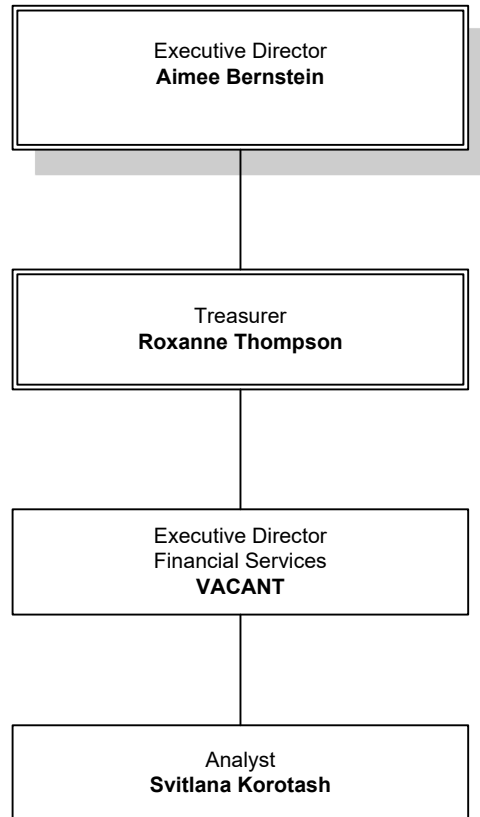 Executive Director
Aimee Bernstein
Treasurer
Roxanne Thompson
Executive Director
Financial Services
VACANT
Analyst
Svitlana Korotash